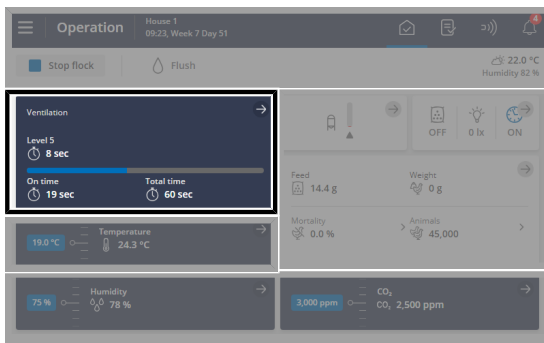 Operation
House 1
09:23, Week 7 Day 51
4
Stop flock
Flush
22.0 °C
Humidity 82 %
Ventilation
Level 5
8 sec
On time
Total time
19 sec
60 sec
OFF
0 lx
ON
Feed
Weight
14.4 g
0 g
Mortality
Animals
0.0 %
45,000
19.0 °C
Temperature
24.3 °C
75 %
Humidity
78 %
3,000 ppm
CO₂
CO₂ 2,500 ppm